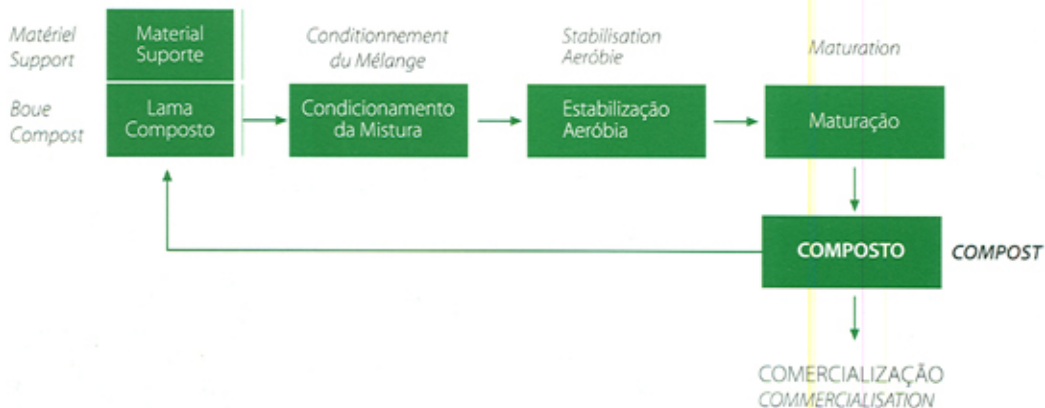 Matériel
Support
Material
Suporte
Conditionnement
du Mélange
Stabilisation
Aeróbie
Maturation
Boue
Compost
Lama
Composto
Condicionamento
da Mistura
Estabilização
Aeróbia
Maturação
COMPOSTO
COMPOST
COMERCIALIZAÇÃO
COMMERCIALISATION